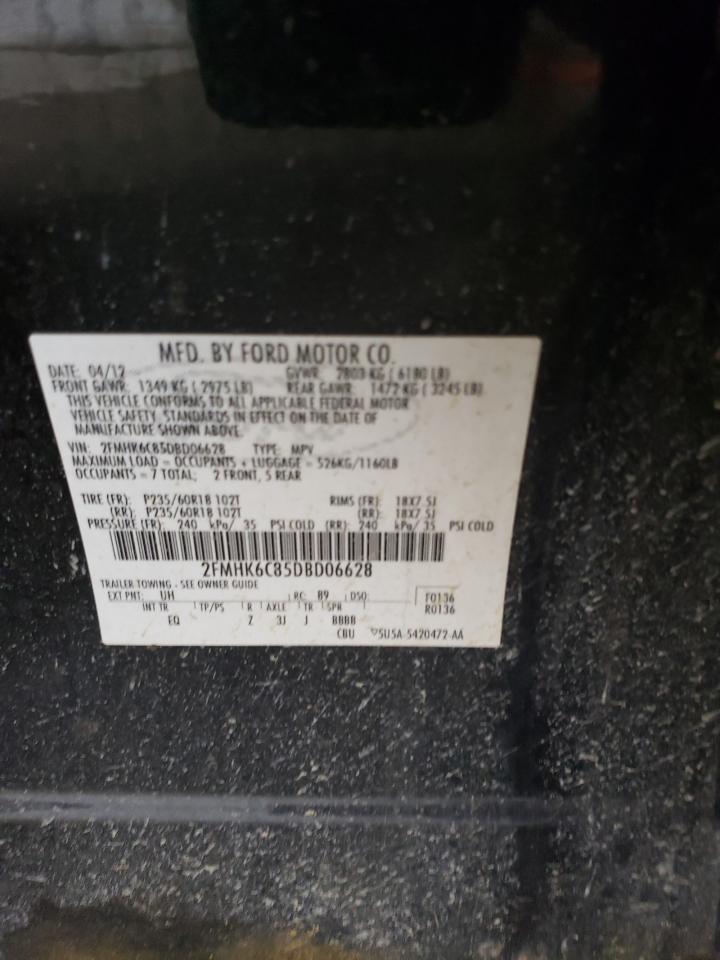 MFD. BY FORD MOTOR CO.
DATE: 04/12 GVWR: 2803 KG ( 6180 LB)
FRONT GAWR: 1349 KG ( 2975 LB) REAR GAWR: 1472 KG ( 3245 LB)
THIS VEHICLE CONFORMS TO ALL APPLICABLE FEDERAL MOTOR
VEHICLE SAFETY STANDARDS IN EFFECT ON THE DATE OF
MANUFACTURE SHOWN ABOVE.
VIN: 2FMHK6C85DBD06628 TYPE: MPV
MAXIMUM LOAD = OCCUPANTS + LUGGAGE = 526KG/1160LB
OCCUPANTS = 7 TOTAL; 2 FRONT, 5 REAR
TIRE (FR): P235/60R18 102T RIMS (FR): 18X7.5J
(RR): P235/60R18 102T (RR): 18X7.5J
PRESSURE (FR): 240 kPa/ 35 PSI COLD (RR): 240 kPa/ 35 PSI COLD
2FMHK6C85DBD06628
TRAILER TOWING - SEE OWNER GUIDE
EXT PNT: UH RC: 89 DSO: F0136
R0136
INT TR TP/PS R AXLE TR SPR
EQ Z 3J J BBBB
CBU 5U5A-5420472-AA